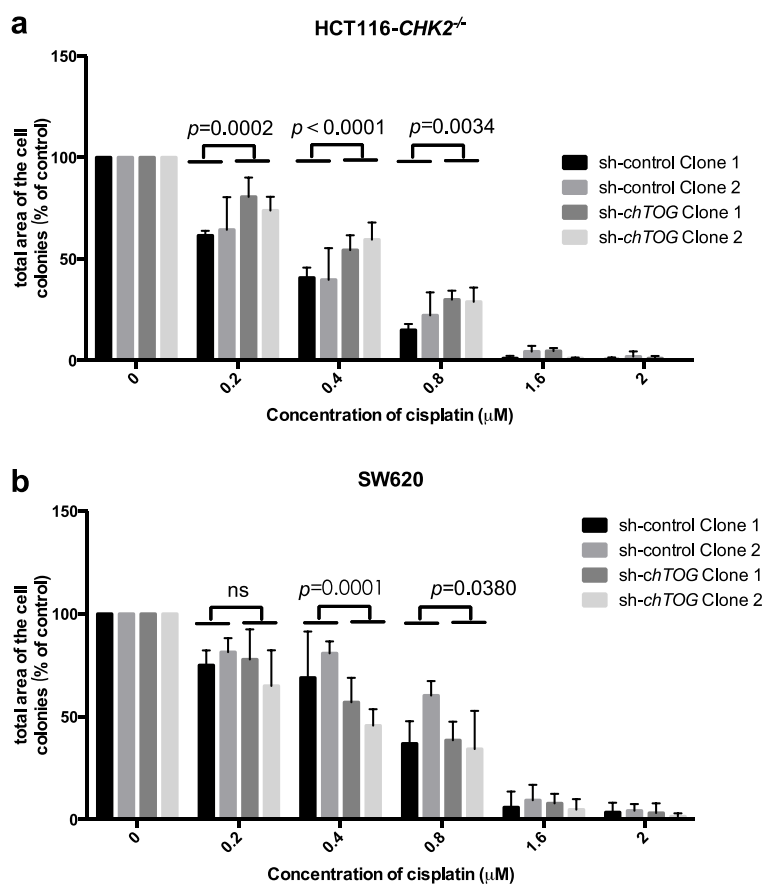 a
HCT116-CHK2-/-
150
100
50
0
total area of the cell
colonies (% of control)
p=0.0002
p < 0.0001
p=0.0034
sh-control Clone 1
sh-control Clone 2
sh-chTOG Clone 1
sh-chTOG Clone 2
0
0.2
0.4
0.8
1.6
2
Concentration of cisplatin (μM)
b
SW620
150
100
50
0
total area of the cell
colonies (% of control)
ns
p=0.0001
p=0.0380
sh-control Clone 1
sh-control Clone 2
sh-chTOG Clone 1
sh-chTOG Clone 2
0
0.2
0.4
0.8
1.6
2
Concentration of cisplatin (μM)